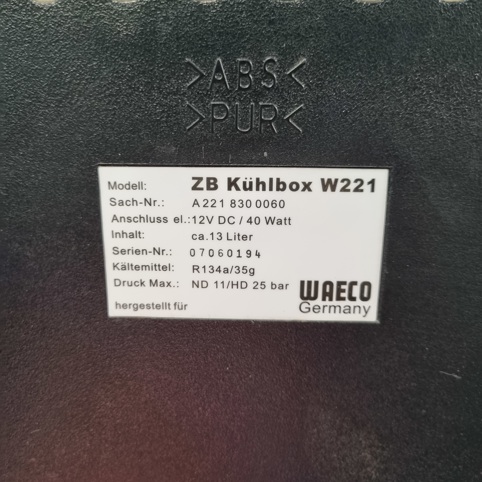 >ABS<
>PUR<
Modell: ZB Kühlbox W221
Sach-Nr.: A 221 830 0060
Anschluss el.: 12V DC / 40 Watt
Inhalt: ca.13 Liter
Serien-Nr.: 07060194
Kältemittel: R134a/35g
Druck Max.: ND 11/HD 25 bar
hergestellt für WAECO
Germany